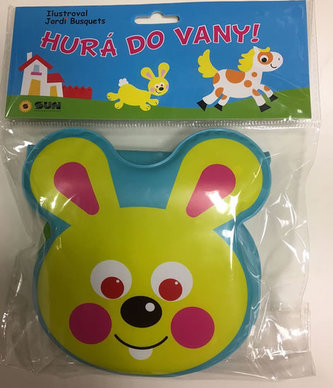 Ilustroval
Jordi Busquets
HURÁ DO VANY!
SUN